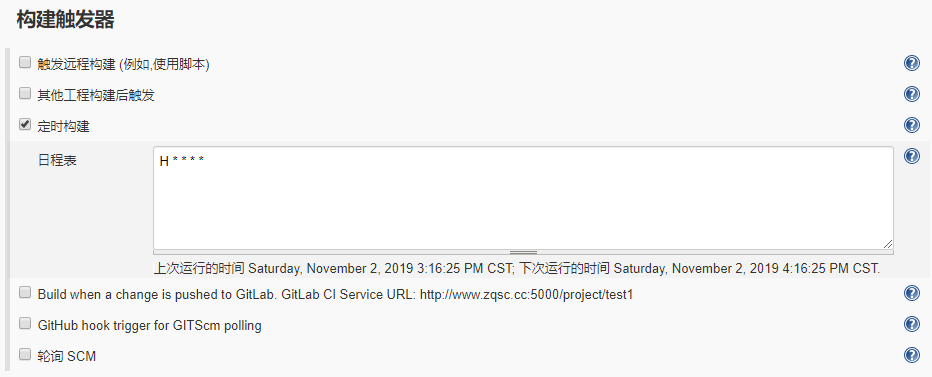 构建触发器
触发远程构建 (例如,使用脚本)
其他工程构建后触发
定时构建
日程表
H * * * *
上次运行的时间 Saturday, November 2, 2019 3:16:25 PM CST; 下次运行的时间 Saturday, November 2, 2019 4:16:25 PM CST.
Build when a change is pushed to GitLab. GitLab CI Service URL: http://www.zqsc.cc:5000/project/test1
GitHub hook trigger for GITScm polling
轮询 SCM